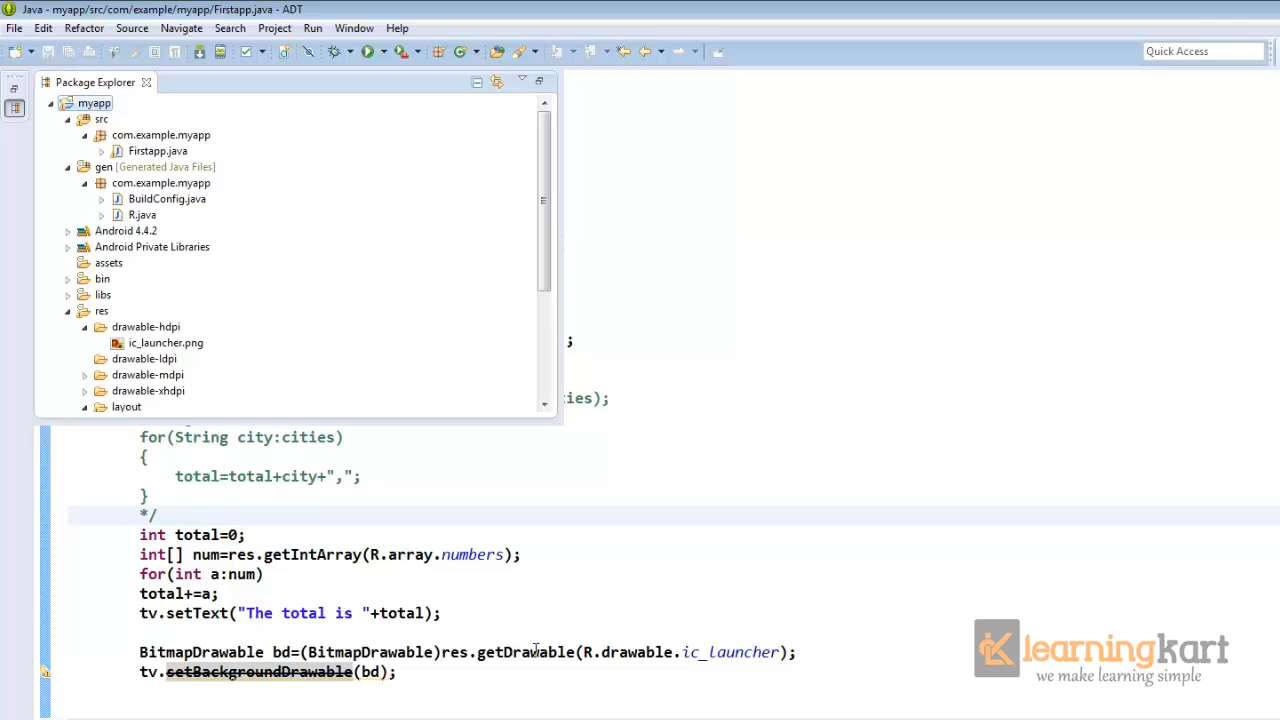 Java - myapp/src/com/example/myapp/Firstapp.java - ADT
File Edit Refactor Source Navigate Search Project Run Window Help
Quick Access
Package Explorer
myapp
src
com.example.myapp
Firstapp.java
gen [Generated Java Files]
com.example.myapp
BuildConfig.java
R.java
Android 4.4.2
Android Private Libraries
assets
bin
libs
res
drawable-hdpi
ic_launcher.png
drawable-ldpi
drawable-mdpi
drawable-xhdpi
layout
;
ties);
for(String city:cities)
{
total=total+city+",";
}
*/
int total=0;
int[] num=res.getIntArray(R.array.numbers);
for(int a:num)
total+=a;
tv.setText("The total is "+total);
BitmapDrawable bd=(BitmapDrawable)res.getDrawable(R.drawable.ic_launcher);
tv.setBackgroundDrawable(bd);
learningkart
we make learning simple